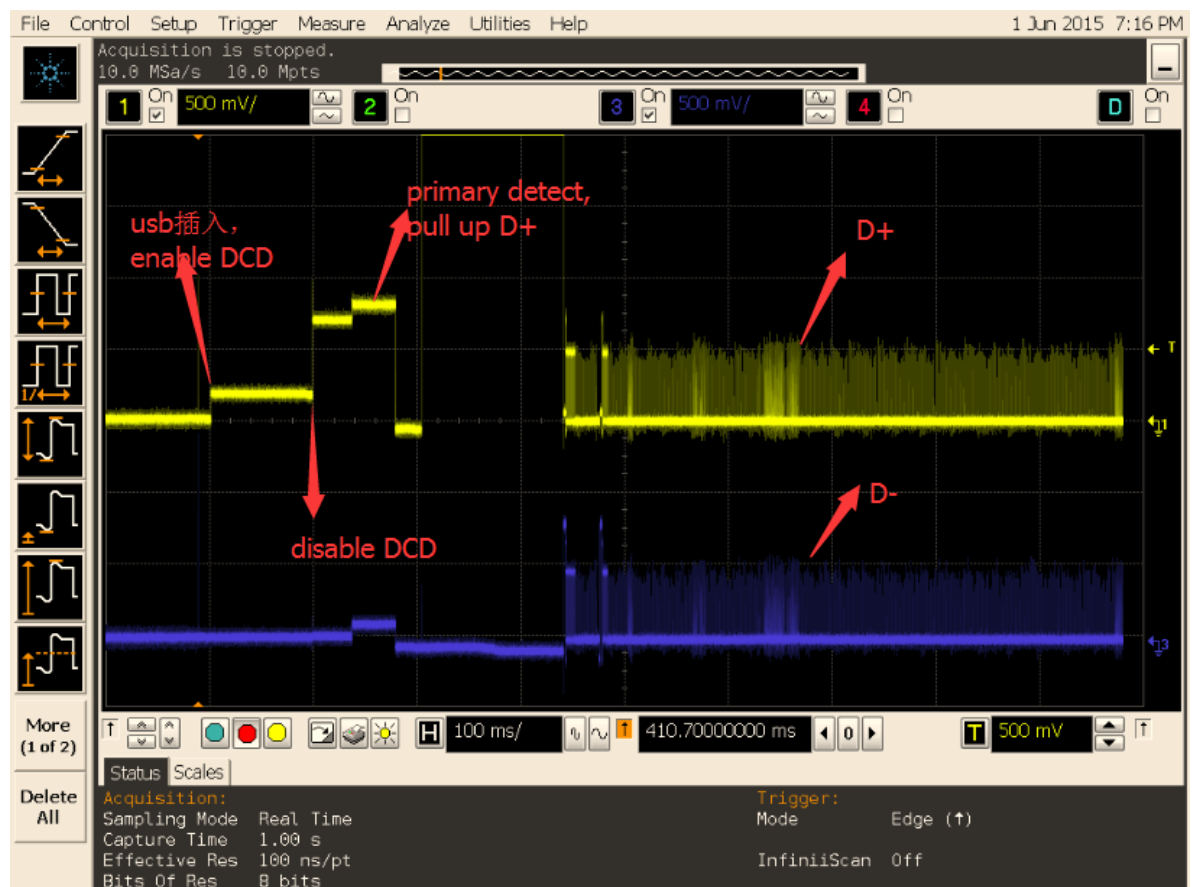 File Control Setup Trigger Measure Analyze Utilities Help 1 Jun 2015 7:16 PM
Acquisition is stopped.
10.0 MSa/s 10.0 Mpts
1 On 500 mV/ 2 On 3 On 500 mV/ 4 On D On
primary detect,
pull up D+
usb插入,
enable DCD
D+
T
1/
1
D-
disable DCD
3
More
(1 of 2)
H 100 ms/ 410.70000000 ms 0 T 500 mV
Status Scales
Delete
All
Acquisition: Trigger:
Sampling Mode Real Time Mode Edge (↑)
Capture Time 1.00 s
Effective Res 100 ns/pt InfiniiScan Off
Bits Of Res 8 bits